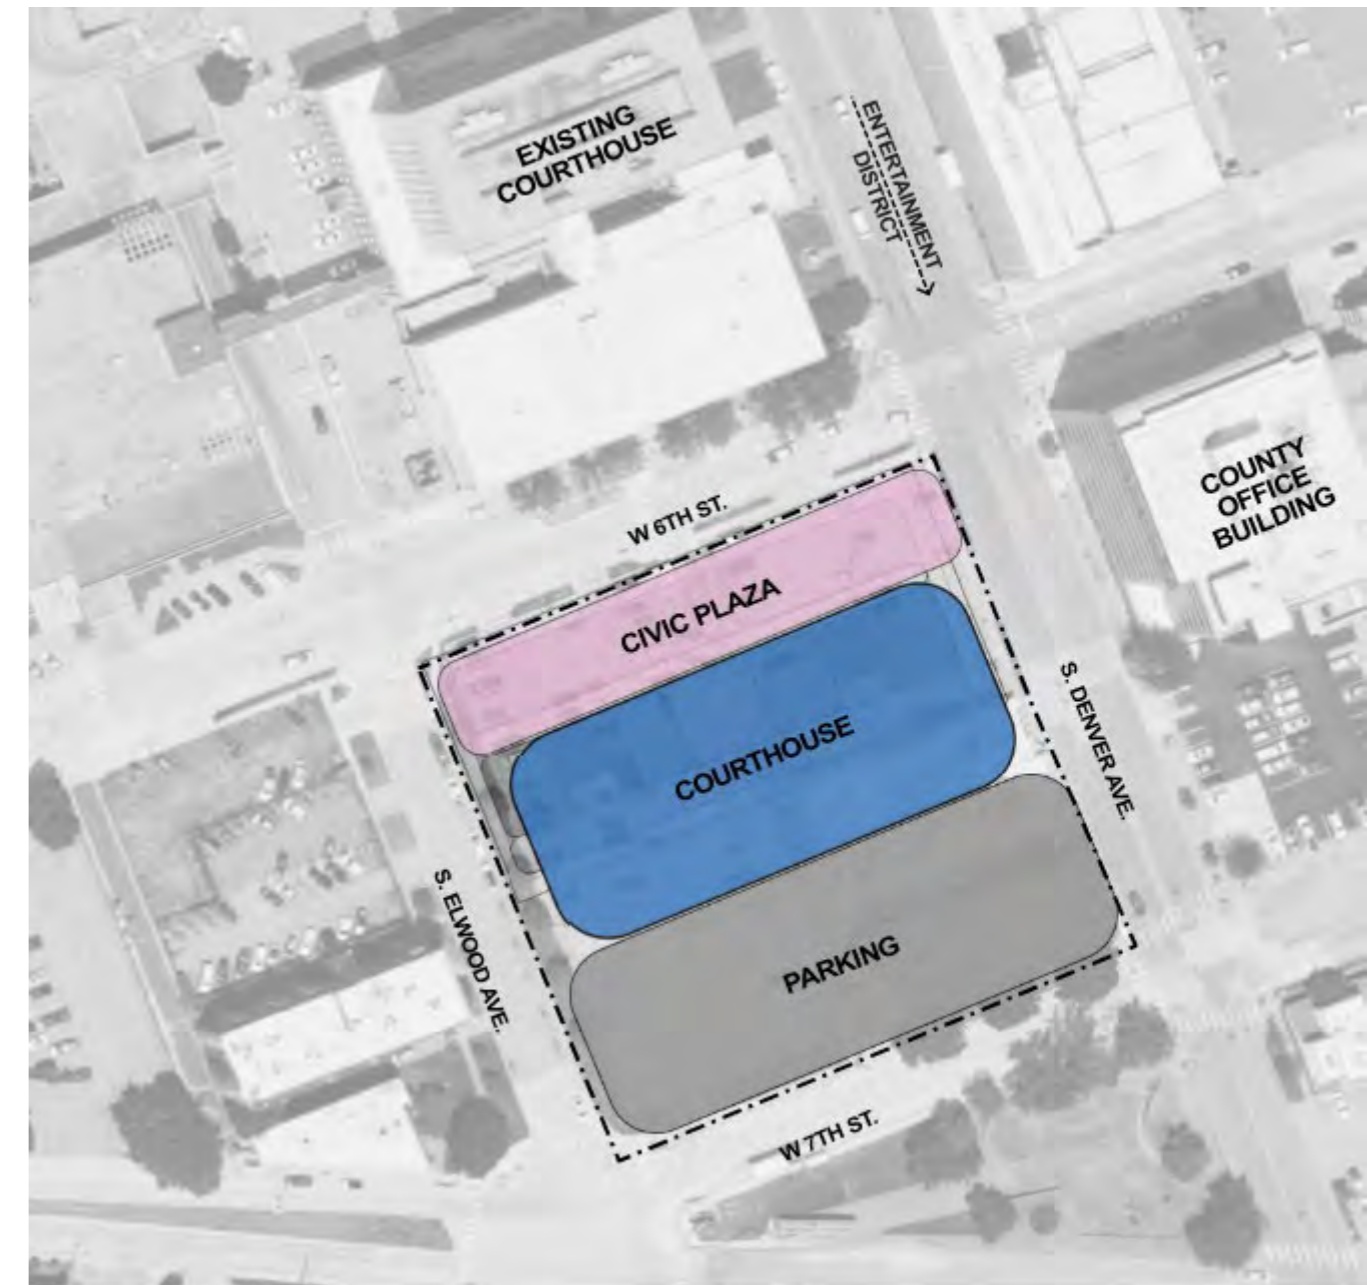 EXISTING
COURTHOUSE
ENTERTAINMENT
DISTRICT
COUNTY
OFFICE
BUILDING
W 6TH ST.
CIVIC PLAZA
COURTHOUSE
S. DENVER AVE.
S. ELWOOD AVE.
PARKING
W 7TH ST.